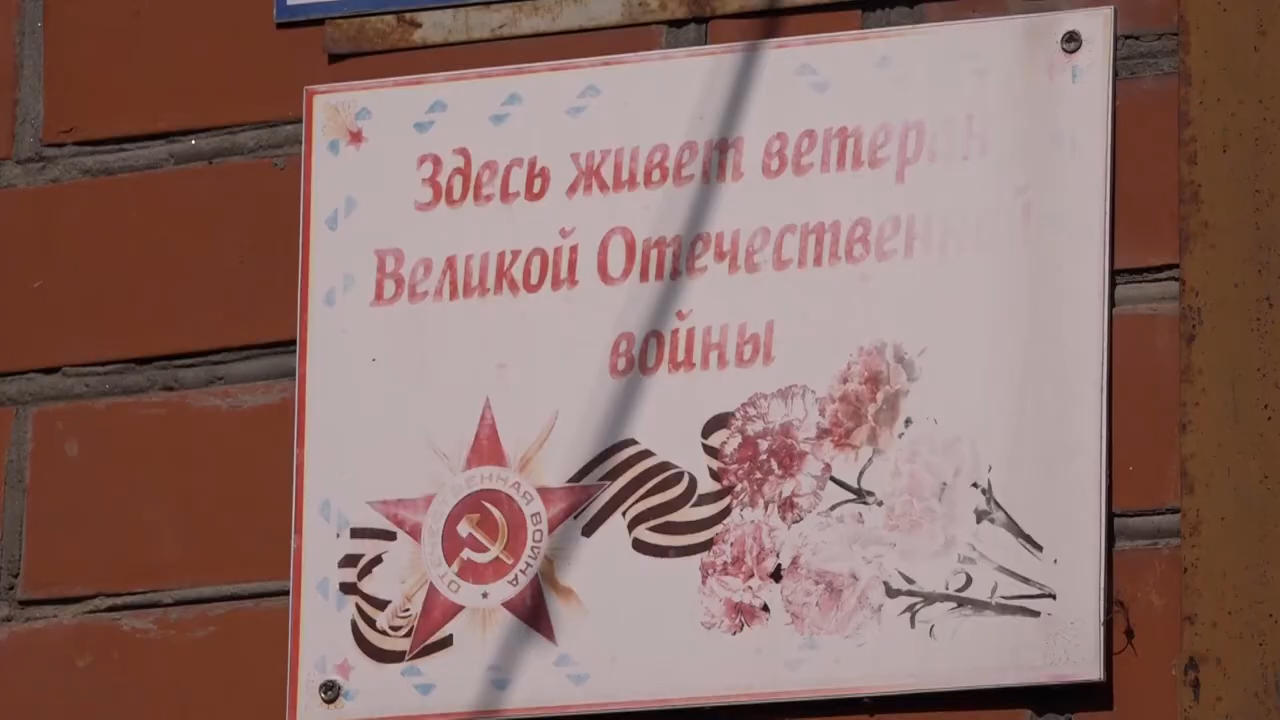 Здесь живет ветеран
Великой Отечественной
войны
ОТЕЧЕСТВЕННАЯ ВОЙНА